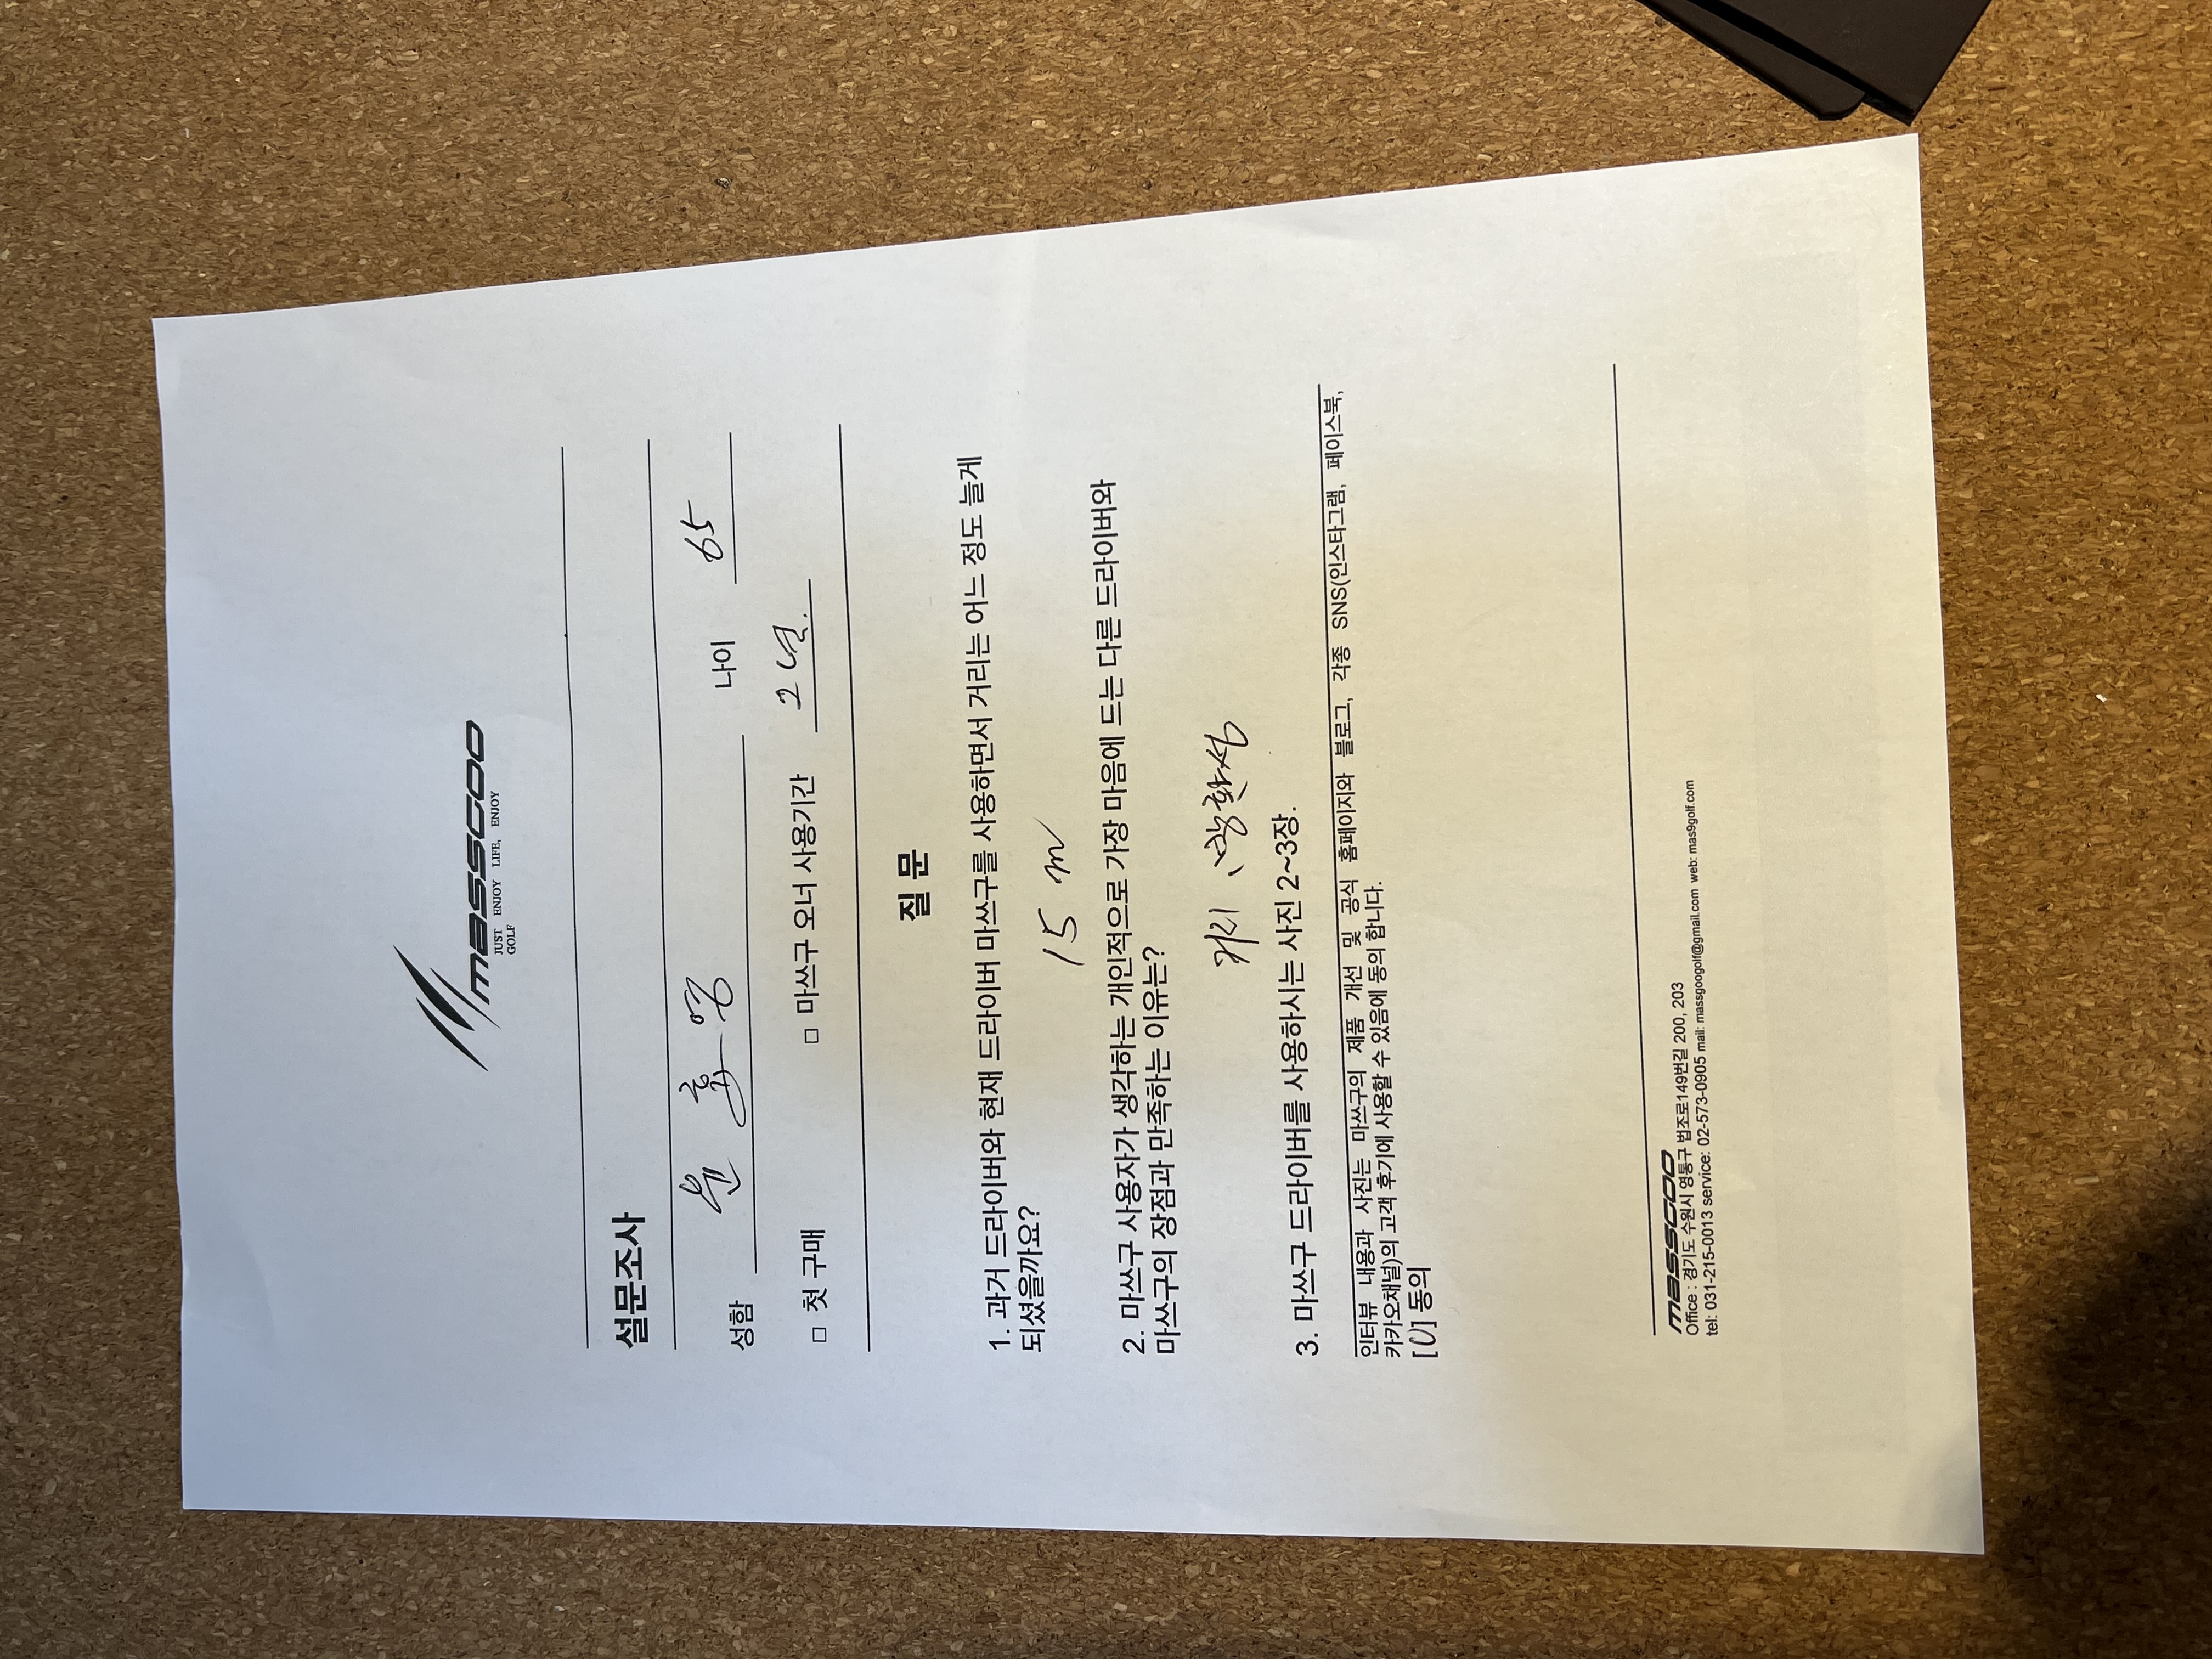 massgoo
JUST ENJOY LIFE, ENJOY
GOLF
설문조사
성함 윤 효 영 나이 65
□ 첫 구매 □ 마쓰구 오너 사용기간 2년.
질 문
1. 과거 드라이버와 현재 드라이버 마쓰구를 사용하면서 거리는 어느 정도 늘게
되셨을까요?
15 m
2. 마쓰구 사용자가 생각하는 개인적으로 가장 마음에 드는 다른 드라이버와
마쓰구의 장점과 만족하는 이유는?
거리, 방향성
3. 마쓰구 드라이버를 사용하시는 사진 2~3장.
인터뷰 내용과 사진는 마쓰구의 제품 개선 및 공식 홈페이지와 블로그, 각종 SNS(인스타그램, 페이스북,
카카오채널)의 고객 후기에 사용할 수 있음에 동의 합니다.
[O] 동의
massgoo
Office : 경기도 수원시 영통구 법조로149번길 200, 203
tel: 031-215-0013 service: 02-573-0905 mail: massgoogolf@gmail.com web: mas9golf.com